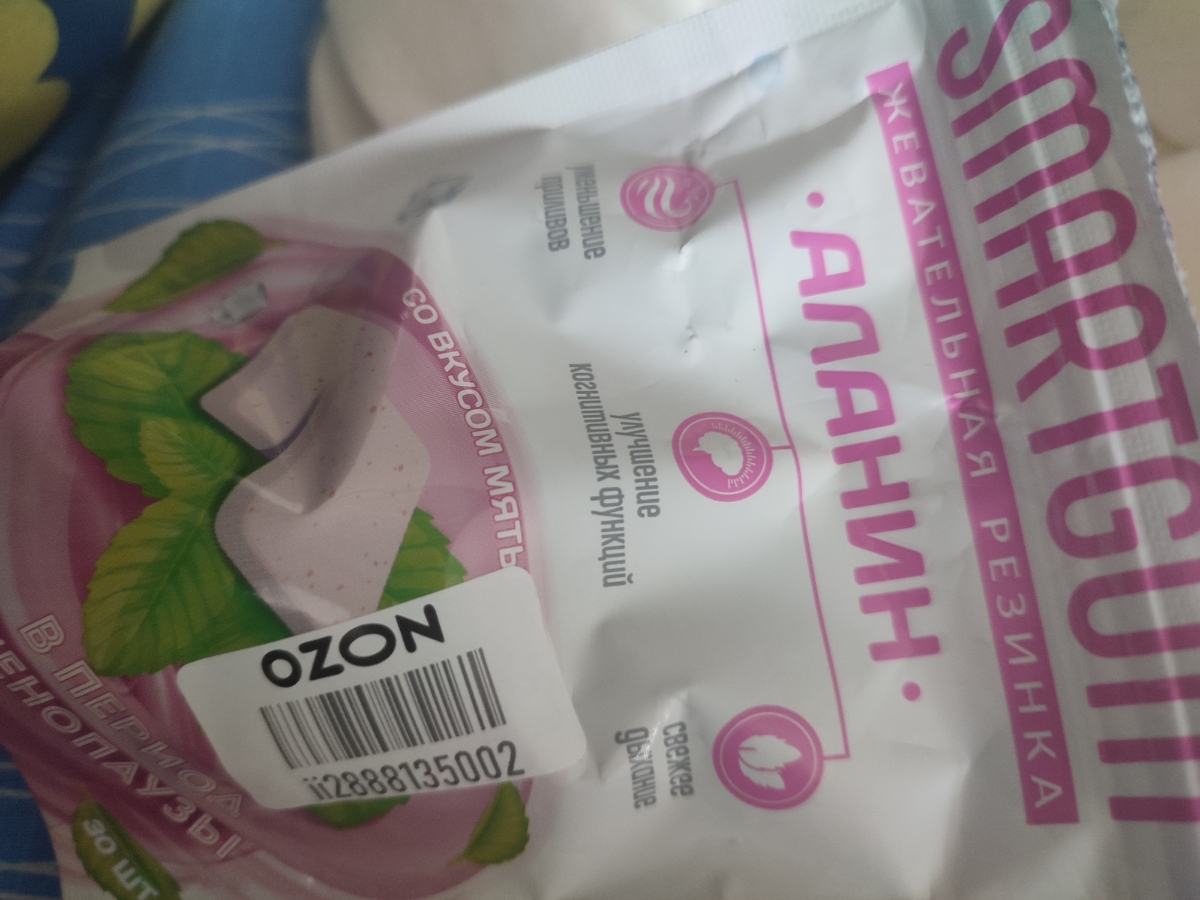 SMARTGUM
ЖЕВАТЕЛЬНАЯ РЕЗИНКА
• АЛАНИН •
уменьшение
приливов
улучшение
когнитивных функций
свежее
дыхание
СО ВКУСОМ МЯТЫ
OZON
ii2888135002
В ПЕРИОД
МЕНОПАУЗЫ
30 ШТ